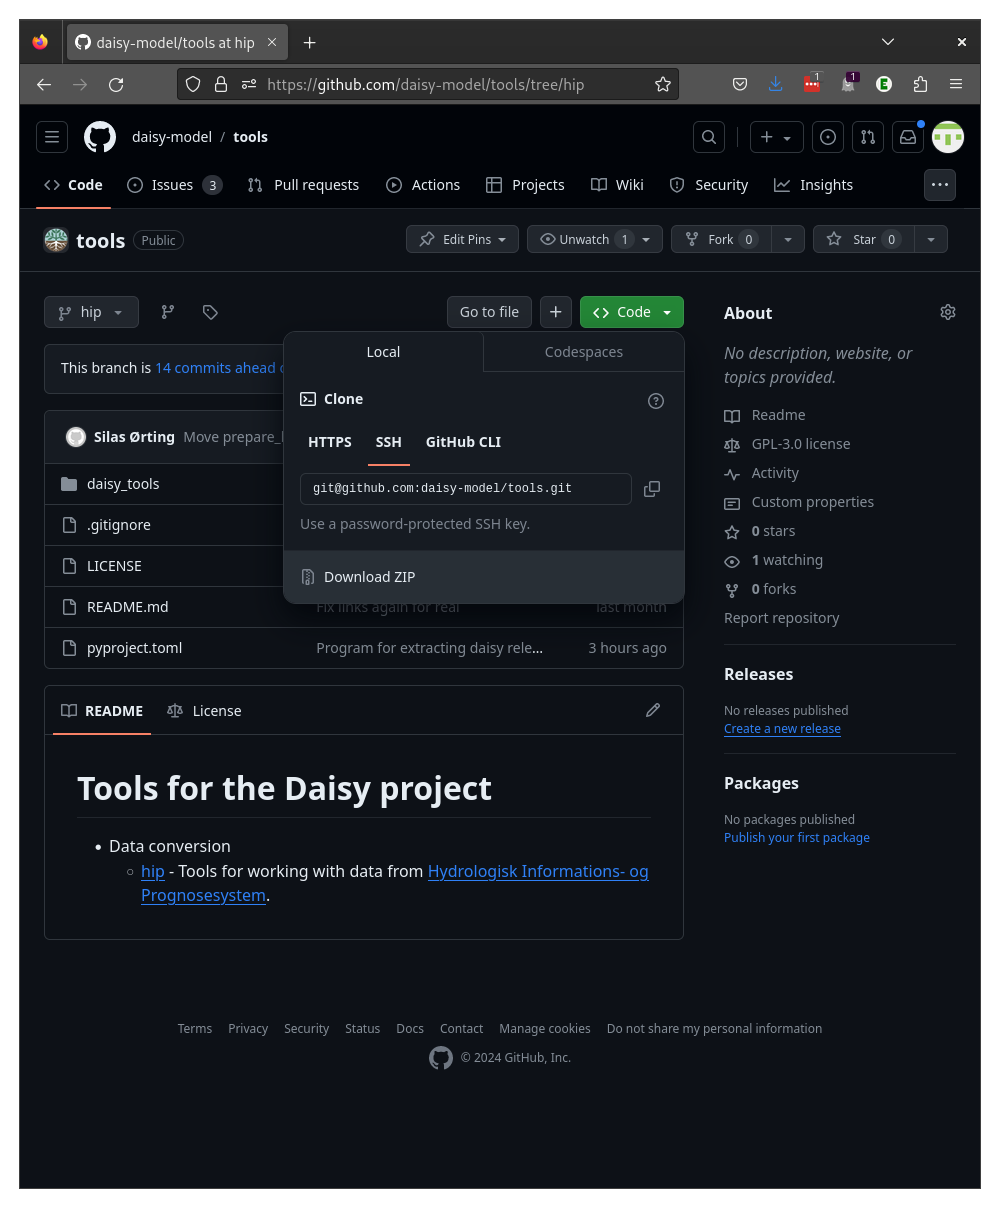 daisy-model/tools at hip
https://github.com/daisy-model/tools/tree/hip
1
1
E
daisy-model / tools
Code
Issues 3
Pull requests
Actions
Projects
Wiki
Security
Insights
tools Public
Edit Pins
Unwatch 1
Fork 0
Star 0
hip
Go to file
Code
This branch is 14 commits ahead
Local
Codespaces
Clone
HTTPS
SSH
GitHub CLI
git@github.com:daisy-model/tools.git
Use a password-protected SSH key.
Download ZIP
Silas Ørting Move prepare_
daisy_tools
.gitignore
LICENSE
README.md Fix links again for real last month
pyproject.toml Program for extracting daisy rele... 3 hours ago
README
License
Tools for the Daisy project
• Data conversion
○ hip - Tools for working with data from Hydrologisk Informations- og
Prognosesystem.
About
No description, website, or
topics provided.
Readme
GPL-3.0 license
Activity
Custom properties
0 stars
1 watching
0 forks
Report repository
Releases
No releases published
Create a new release
Packages
No packages published
Publish your first package
Terms Privacy Security Status Docs Contact Manage cookies Do not share my personal information
© 2024 GitHub, Inc.